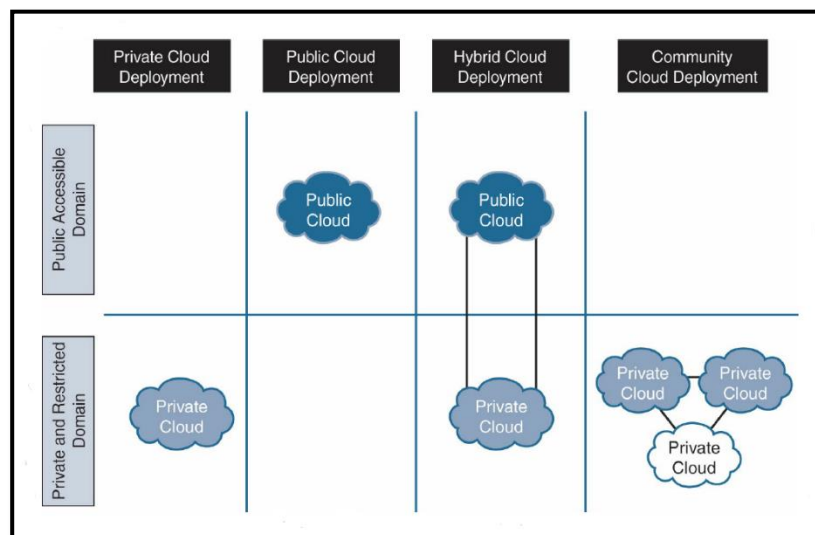 Private Cloud
Deployment
Public Cloud
Deployment
Hybrid Cloud
Deployment
Community
Cloud Deployment
Public Accessible
Domain
Public
Cloud
Public
Cloud
Private and Restricted
Domain
Private
Cloud
Private
Cloud
Private
Cloud
Private
Cloud
Private
Cloud